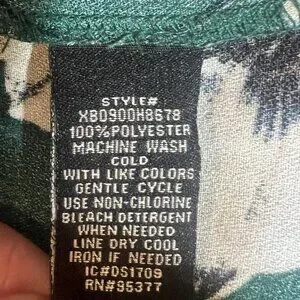 STYLE#
XB0900H8578
100%POLYESTER
MACHINE WASH
COLD
WITH LIKE COLORS
GENTLE CYCLE
USE NON-CHLORINE
BLEACH DETERGENT
WHEN NEEDED
LINE DRY COOL
IRON IF NEEDED
IC#DS1709
RN#95377